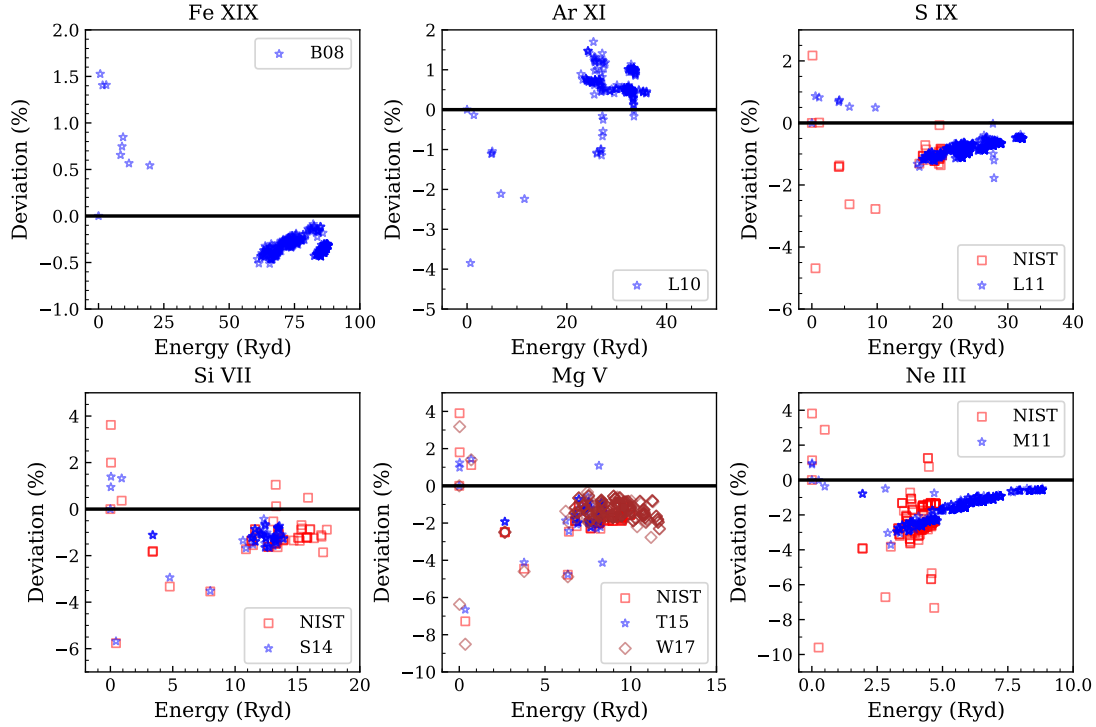 Fe XIX
Ar XI
S IX
2.0
1.5
1.0
0.5
0.0
−0.5
−1.0
Deviation (%)
B08
0
25
50
75
100
Energy (Ryd)
2
1
0
−1
−2
−3
−4
−5
Deviation (%)
L10
0
20
40
Energy (Ryd)
2
0
−2
−4
−6
Deviation (%)
NIST
L11
0
10
20
30
40
Energy (Ryd)
Si VII
Mg V
Ne III
4
2
0
−2
−4
−6
Deviation (%)
NIST
S14
0
5
10
15
20
Energy (Ryd)
4
2
0
−2
−4
−6
−8
−10
Deviation (%)
NIST
T15
W17
0
5
10
15
Energy (Ryd)
4
2
0
−2
−4
−6
−8
−10
Deviation (%)
NIST
M11
0.0
2.5
5.0
7.5
10.0
Energy (Ryd)